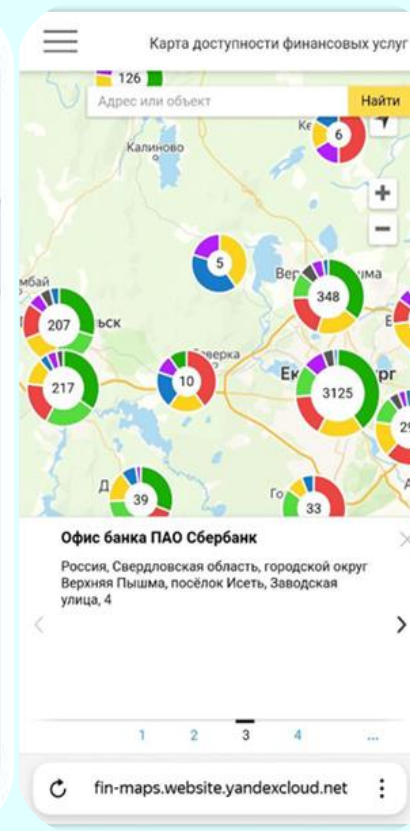 Карта доступности финансовых услуг
126
Адрес или объект
Найти
6
Калиново
5
348
207
217
10
3125
39
33
Офис банка ПАО Сбербанк
Россия, Свердловская область, городской округ
Верхняя Пышма, посёлок Исеть, Заводская
улица, 4
1 2 3 4 ...
fin-maps.website.yandexcloud.net